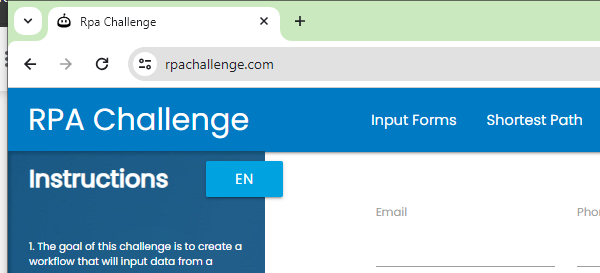 Rpa Challenge
rpachallenge.com
RPA Challenge
Input Forms
Shortest Path
Instructions
EN
Email
1. The goal of this challenge is to create a
workflow that will input data from a